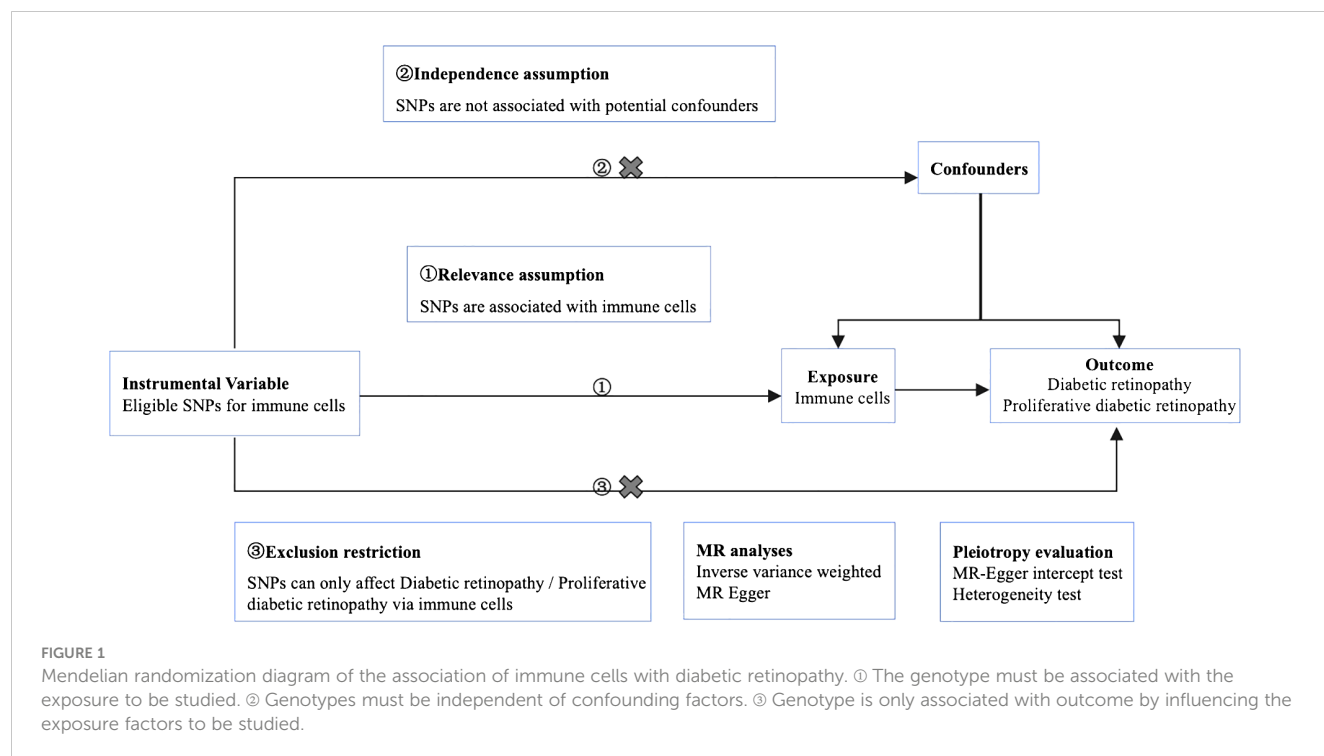 ②Independence assumption
SNPs are not associated with potential confounders
②
Confounders
①Relevance assumption
SNPs are associated with immune cells
Instrumental Variable
Eligible SNPs for immune cells
①
Exposure
Immune cells
Outcome
Diabetic retinopathy
Proliferative diabetic retinopathy
③
③Exclusion restriction
SNPs can only affect Diabetic retinopathy / Proliferative
diabetic retinopathy via immune cells
MR analyses
Inverse variance weighted
MR Egger
Pleiotropy evaluation
MR-Egger intercept test
Heterogeneity test
FIGURE 1
Mendelian randomization diagram of the association of immune cells with diabetic retinopathy. ① The genotype must be associated with the
exposure to be studied. ② Genotypes must be independent of confounding factors. ③ Genotype is only associated with outcome by influencing the
exposure factors to be studied.